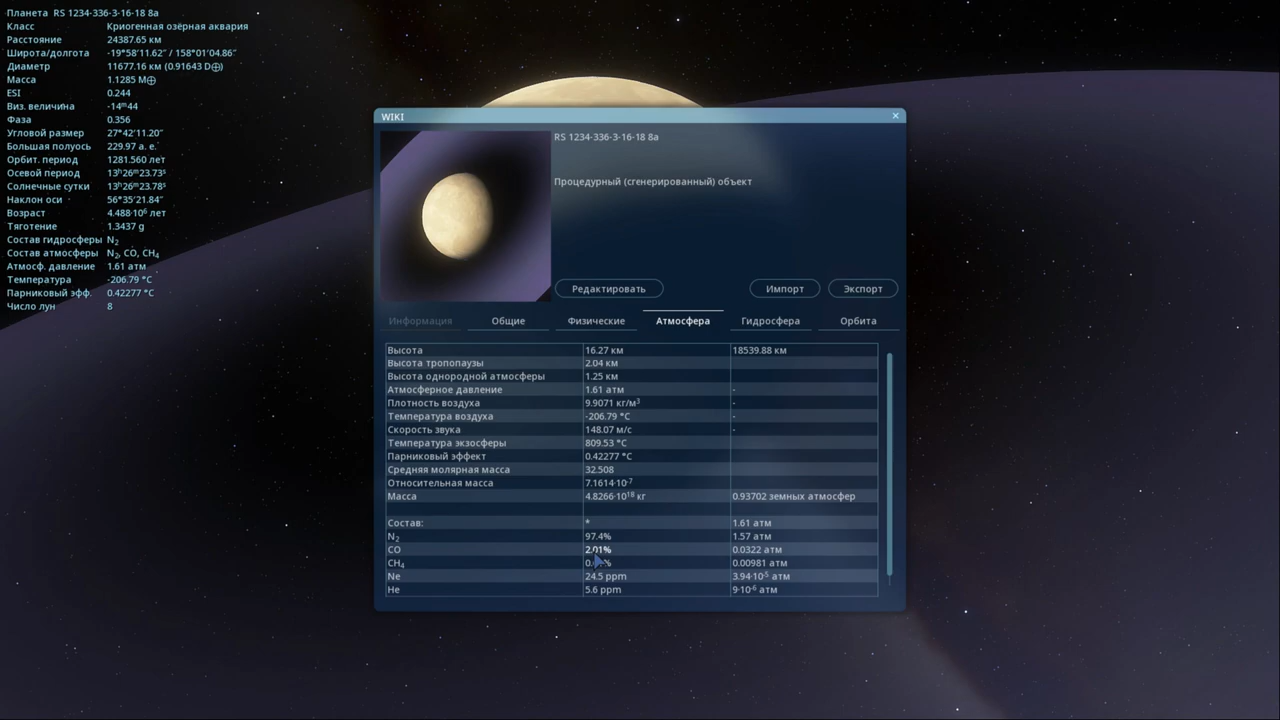 Планета RS 1234-336-3-16-18 8a
Класс Криогенная озёрная аквария
Расстояние 24387.65 км
Широта/долгота -19°58′11.62″ / 158°01′04.86″
Диаметр 11677.16 км (0.91643 D⊕)
Масса 1.1285 M⊕
ESI 0.244
Виз. величина -14ᵐ44
Фаза 0.356
Угловой размер 27°42′11.20″
Большая полуось 229.97 а. е.
Орбит. период 1281.560 лет
Осевой период 13ʰ26ᵐ23.73ˢ
Солнечные сутки 13ʰ26ᵐ23.78ˢ
Наклон оси 56°35′21.84″
Возраст 4.488·10⁶ лет
Тяготение 1.3437 g
Состав гидросферы N₂
Состав атмосферы N₂, CO, CH₄
Атмосф. давление 1.61 атм
Температура -206.79 °C
Парниковый эфф. 0.42277 °C
Число лун 8
WIKI ×
RS 1234-336-3-16-18 8a
Процедурный (сгенерированный) объект
Редактировать Импорт Экспорт
Информация Общие Физические Атмосфера Гидросфера Орбита
Высота 16.27 км 18539.88 км
Высота тропопаузы 2.04 км
Высота однородной атмосферы 1.25 км
Атмосферное давление 1.61 атм -
Плотность воздуха 9.9071 кг/м³ -
Температура воздуха -206.79 °C -
Скорость звука 148.07 м/с -
Температура экзосферы 809.53 °C
Парниковый эффект 0.42277 °C
Средняя молярная масса 32.508
Относительная масса 7.1614·10⁻⁷
Масса 4.8266·10¹⁸ кг 0.93702 земных атмосфер
Состав: * 1.61 атм
N₂ 97.4% 1.57 атм
CO 2.01% 0.0322 атм
CH₄ 0.00981 атм
Ne 24.5 ppm 3.94·10⁻⁵ атм
He 5.6 ppm 9·10⁻⁶ атм